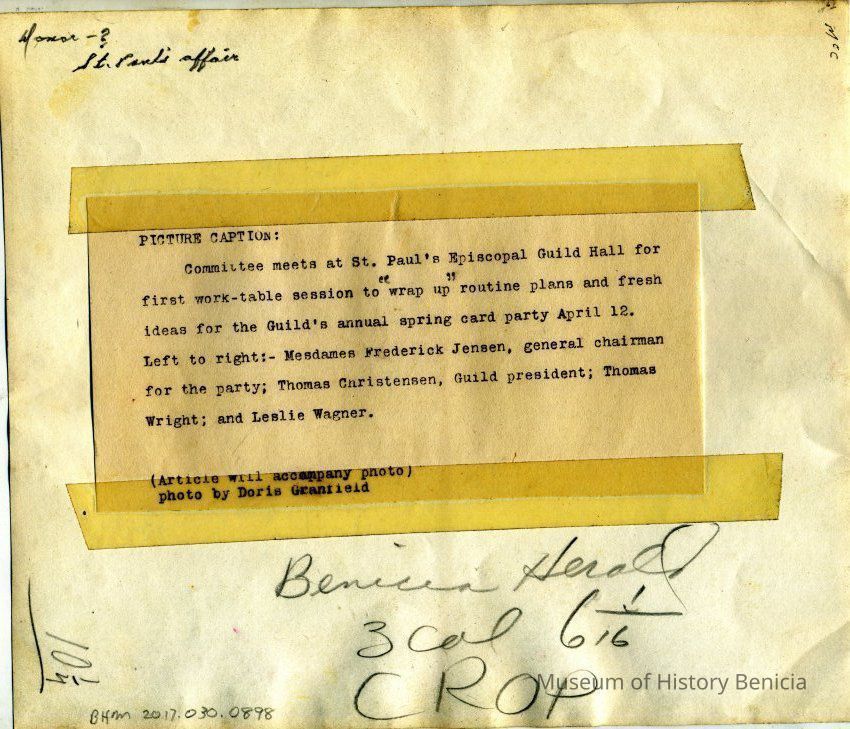 Donor - ?
St. Paul's affair
PICTURE CAPTION:
Committee meets at St. Paul's Episcopal Guild Hall for
first work-table session to "wrap up" routine plans and fresh
ideas for the Guild's annual spring card party April 12.
Left to right:- Mesdames Frederick Jensen, general chairman
for the party; Thomas Christensen, Guild president; Thomas
Wright; and Leslie Wagner.
(Article will accompany photo)
photo by Doris Granfield
Benicia Herald
3 col 6 1/16
CROP
Museum of History Benicia
BHM 2017.030.0898